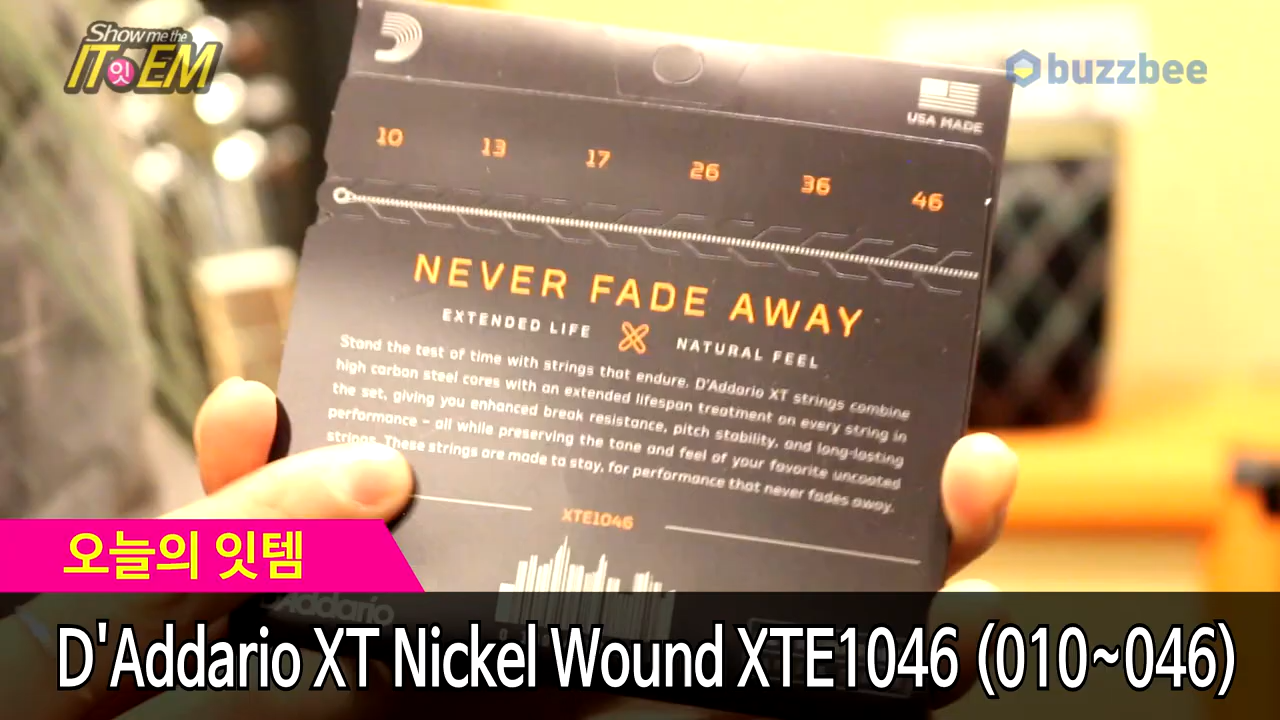 Show me the
IT잇EM
buzzbee
USA MADE
10 13 17 26 36 46
NEVER FADE AWAY
EXTENDED LIFE NATURAL FEEL
Stand the test of time with strings that endure. D'Addario XT strings combine
high carbon steel cores with an extended lifespan treatment on every string in
the set, giving you enhanced break resistance, pitch stability, and long-lasting
performance – all while preserving the tone and feel of your favorite uncoated
strings. These strings are made to stay, for performance that never fades away.
XTE1046
오늘의 잇템
D'Addario
D'Addario XT Nickel Wound XTE1046 (010~046)